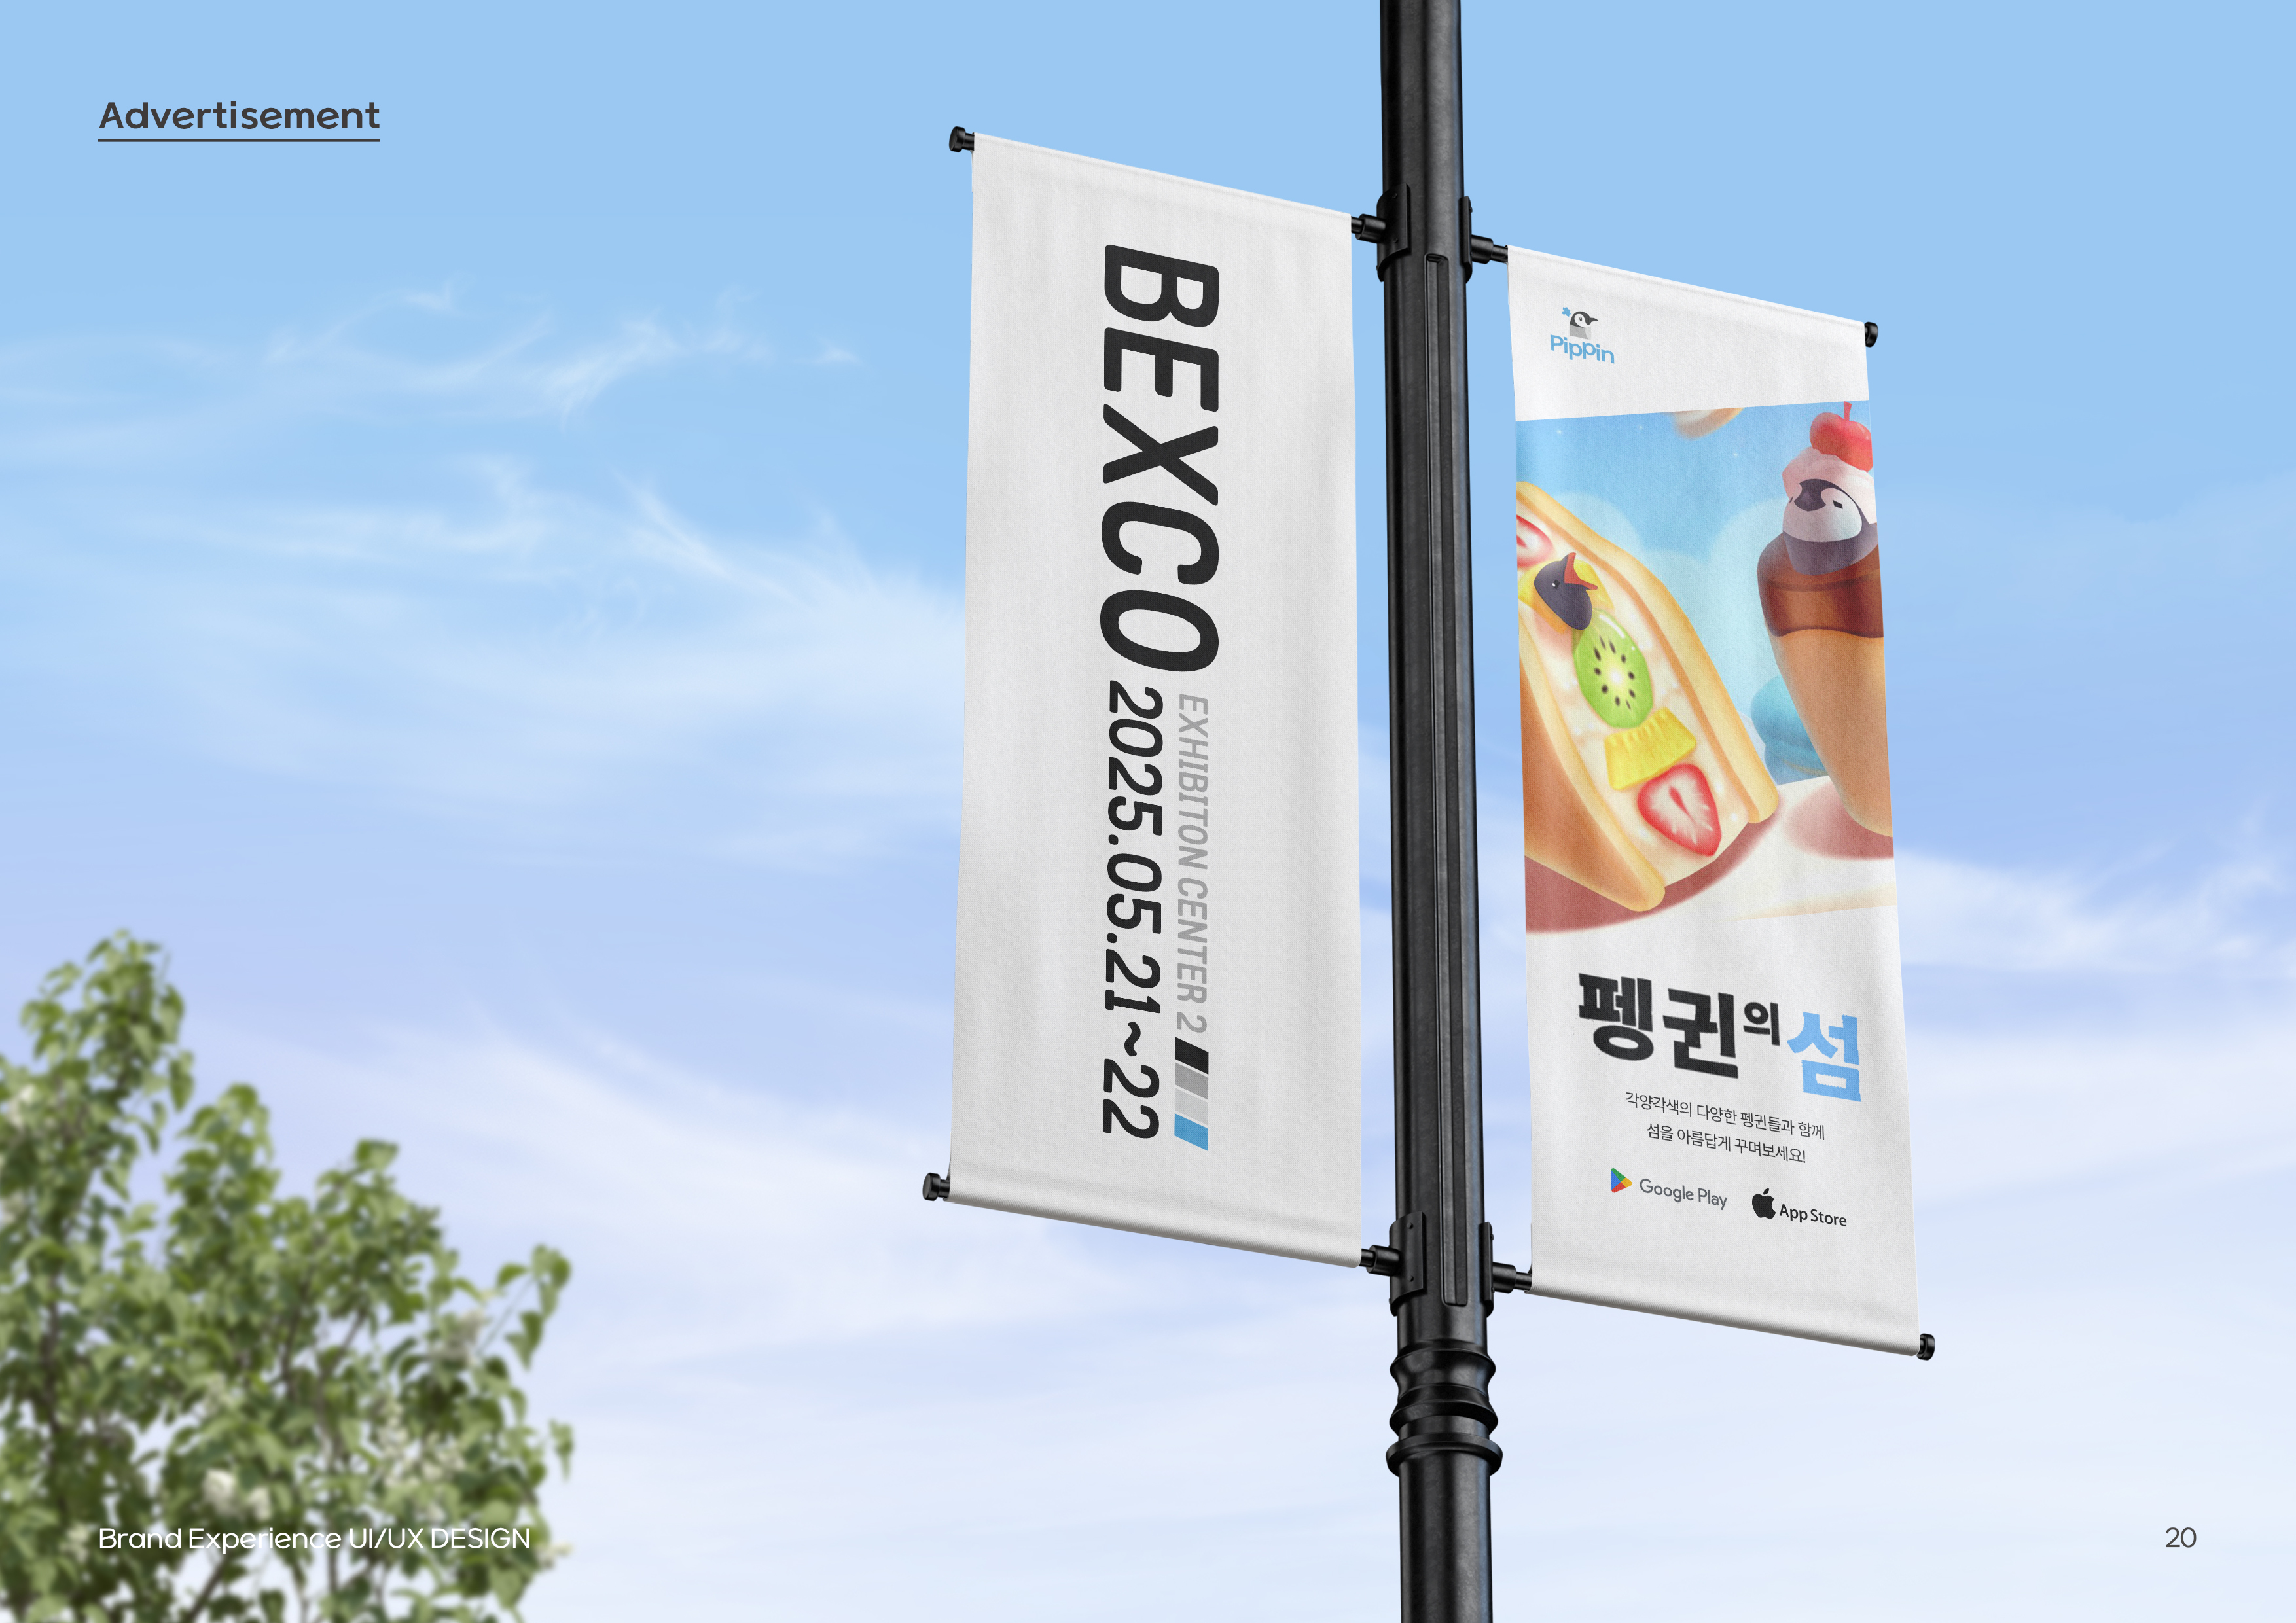 Advertisement
BEXCO
EXHIBITON CENTER 2
2025.05.21~22
Pippin
펭귄의섬
각양각색의 다양한 펭귄들과 함께
섬을 아름답게 꾸며보세요!
Google Play
App Store
Brand Experience UI/UX DESIGN
20